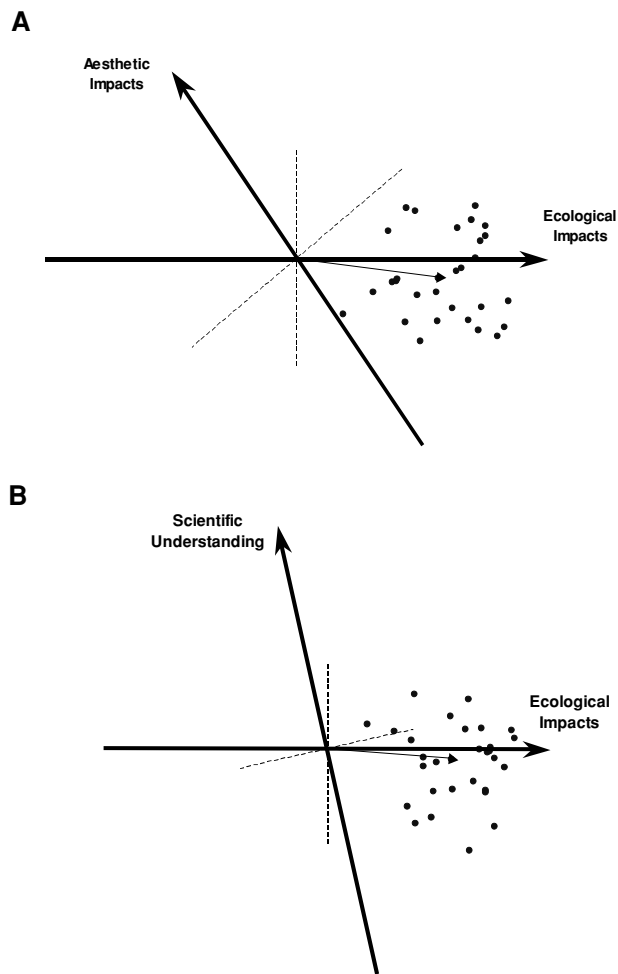 A
Aesthetic
Impacts
Ecological
Impacts
B
Scientific
Understanding
Ecological
Impacts